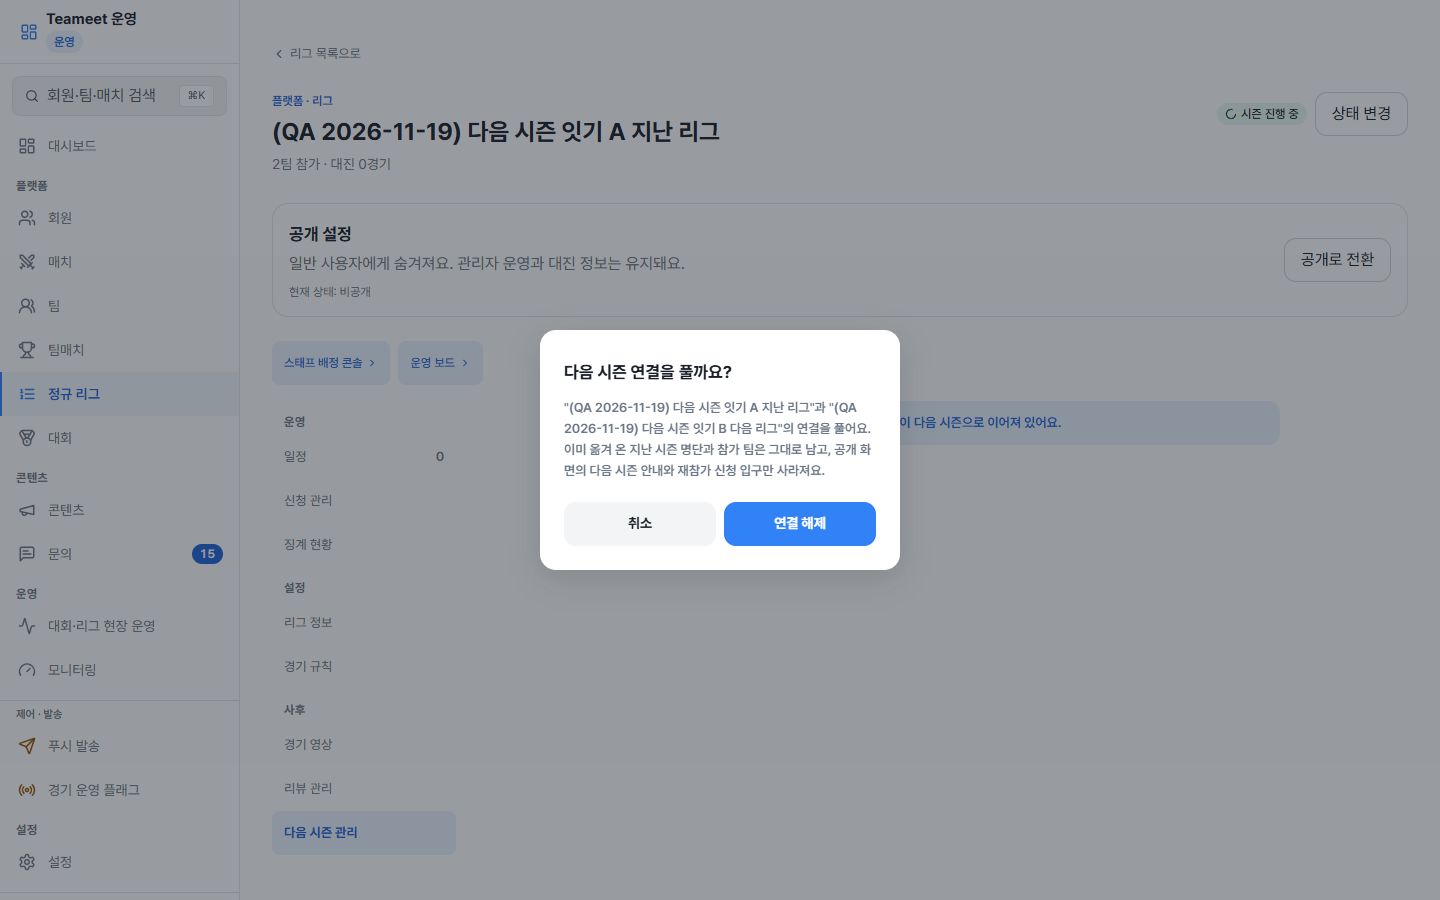 Teameet 운영
운영
회원·팀·매치 검색
⌘K
대시보드
플랫폼
회원
매치
팀
팀매치
정규 리그
대회
콘텐츠
콘텐츠
문의
15
운영
대회·리그 현장 운영
모니터링
제어 · 발송
푸시 발송
경기 운영 플래그
설정
설정
리그 목록으로
플랫폼 · 리그
(QA 2026-11-19) 다음 시즌 잇기 A 지난 리그
2팀 참가 · 대진 0경기
시즌 진행 중
상태 변경
공개 설정
일반 사용자에게 숨겨져요. 관리자 운영과 대진 정보는 유지돼요.
현재 상태: 비공개
공개로 전환
스태프 배정 콘솔
운영 보드
운영
일정
0
신청 관리
징계 현황
설정
리그 정보
경기 규칙
사후
경기 영상
리뷰 관리
다음 시즌 관리
이 다음 시즌으로 이어져 있어요.
다음 시즌 연결을 풀까요?
"(QA 2026-11-19) 다음 시즌 잇기 A 지난 리그"과 "(QA
2026-11-19) 다음 시즌 잇기 B 다음 리그"의 연결을 풀어요.
이미 옮겨 온 지난 시즌 명단과 참가 팀은 그대로 남고, 공개 화
면의 다음 시즌 안내와 재참가 신청 입구만 사라져요.
취소
연결 해제